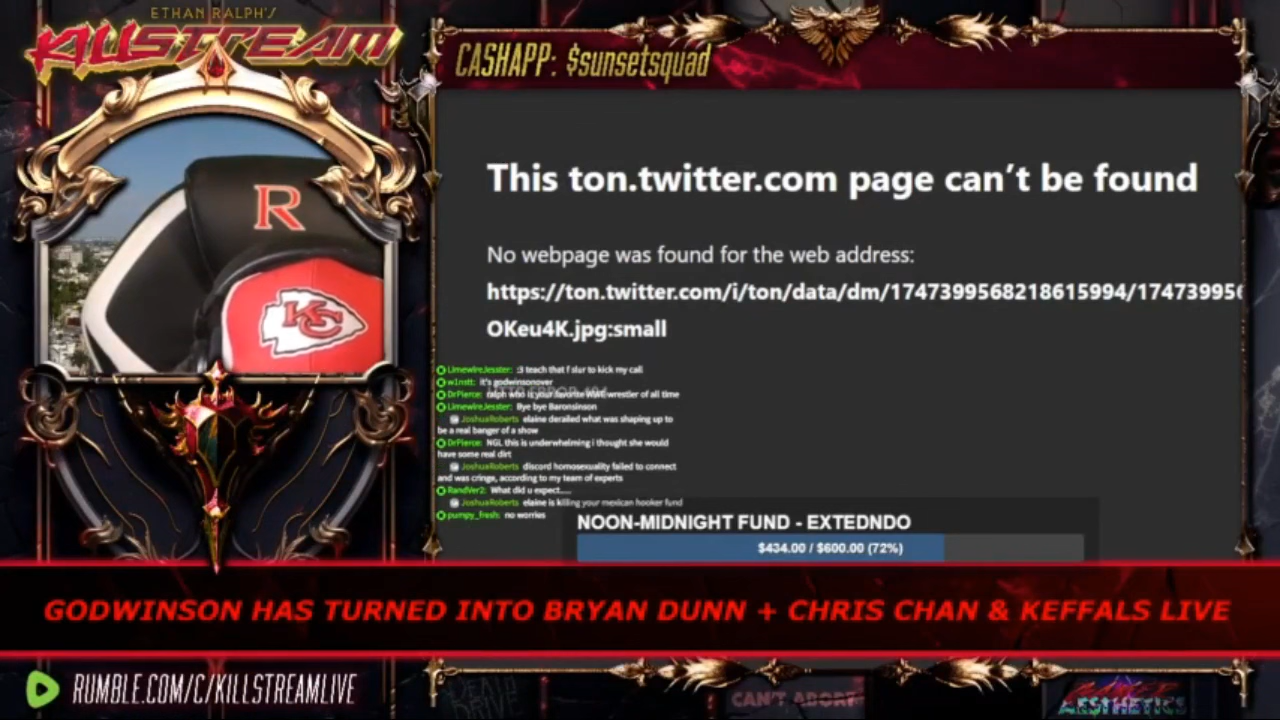 ETHAN RALPH'S
KILLSTREAM
CASHAPP: $sunsetsquad
R
KC
This ton.twitter.com page can't be found
No webpage was found for the web address:
https://ton.twitter.com/i/ton/data/dm/1747399568218615994/174739956
OKeu4K.jpg:small
LimewireJesster: :3 teach that f slur to kick my call
w1nstt: it's godwinsonover
DrPierce: ralph who is your favorite WWE wrestler of all time
LimewireJesster: Bye bye Baronsinson
JoshuaRoberts elaine derailed what was shaping up to
be a real banger of a show
DrPierce: NGL this is underwhelming i thought she would
have some real dirt
JoshuaRoberts discord homosexuality failed to connect
and was cringe, according to my team of experts
RandVer2: What did u expect.....
JoshuaRoberts elaine is killing your mexican hooker fund
pumpy_fresh: no worries
NOON-MIDNIGHT FUND - EXTEDNDO
$434.00 / $600.00 (72%)
GODWINSON HAS TURNED INTO BRYAN DUNN + CHRIS CHAN & KEFFALS LIVE
RUMBLE.COM/C/KILLSTREAMLIVE
CAN'T ABORT
AESTHETICS